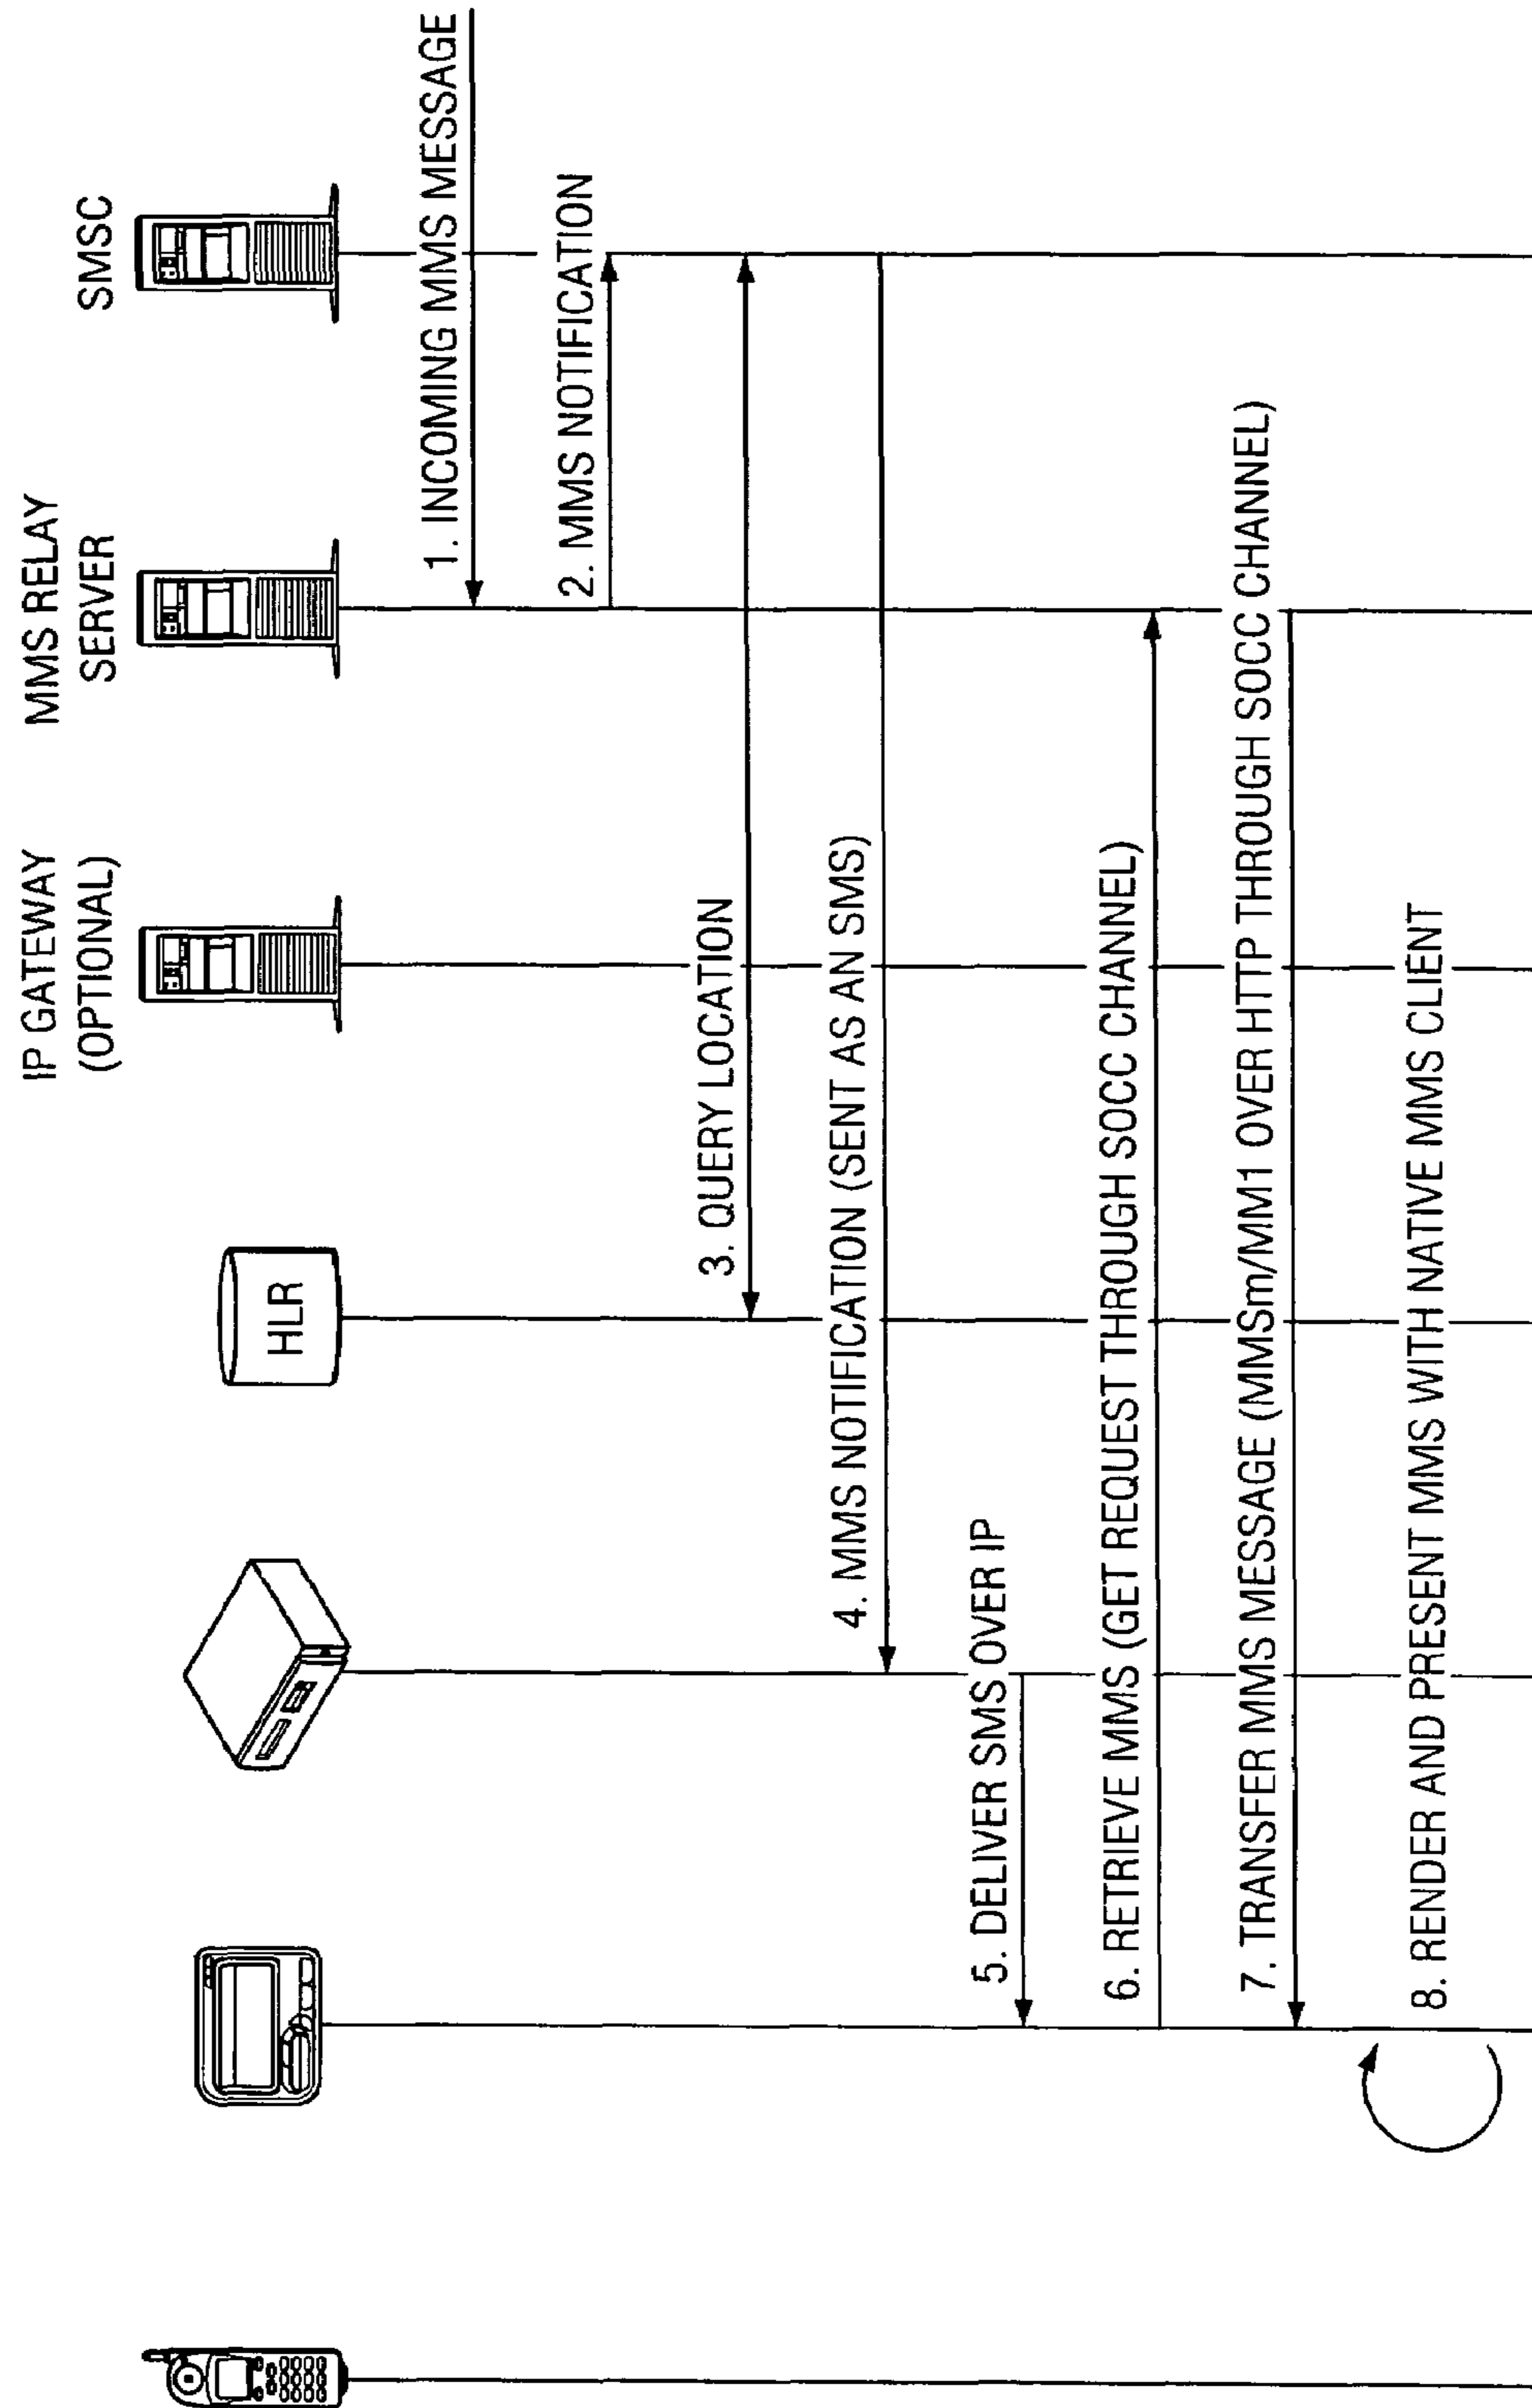 HLR
IP GATEWAY
(OPTIONAL)
MMS RELAY
SERVER
SMSC
1. INCOMING MMS MESSAGE
2. MMS NOTIFICATION
3. QUERY LOCATION
4. MMS NOTIFICATION (SENT AS AN SMS)
5. DELIVER SMS OVER IP
6. RETRIEVE MMS (GET REQUEST THROUGH SOCC CHANNEL)
7. TRANSFER MMS MESSAGE (MMSm/MM1 OVER HTTP THROUGH SOCC CHANNEL)
8. RENDER AND PRESENT MMS WITH NATIVE MMS CLIENT